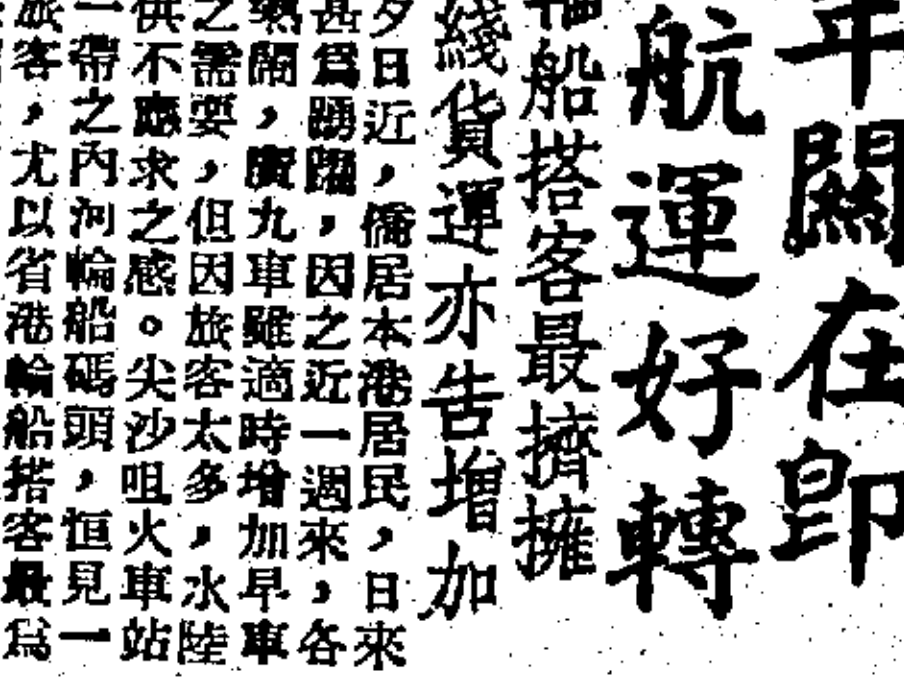 年關在卽
航運好轉
輪船搭客最擠擁
綫貨運亦告增加
夕日近，僑居本港居民，日來
甚爲踴躍，因之近一週來，各
熱鬧，廣九車雖適時增加早車
之需要，但因旅客太多，水陸
供不應求之感。尖沙咀火車站
一帶之內河輪船碼頭，恒見一
旅客，尤以省港輪船搭客最爲